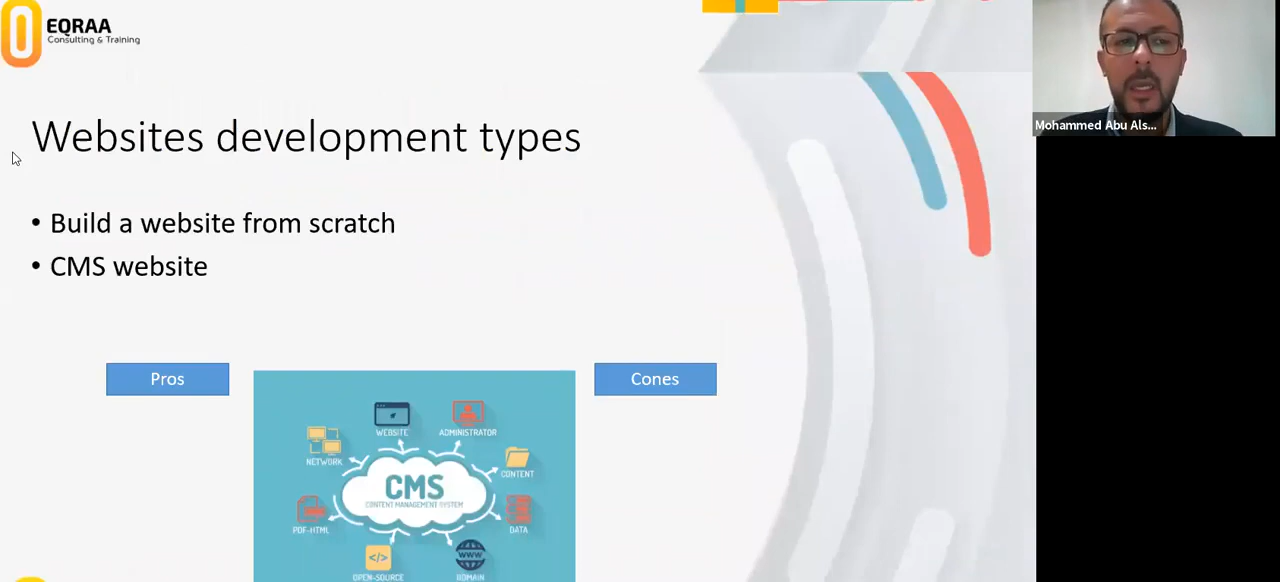 EQRAA
Consulting & Training
Mohammed Abu Als...
Websites development types
• Build a website from scratch
• CMS website
Pros
Cones
WEBSITE
ADMINISTRATOR
NETWORK
CONTENT
CMS
CONTENT MANAGEMENT SYSTEM
PDF-HTML
DATA
</>
WWW
OPEN-SOURCE
DOMAIN